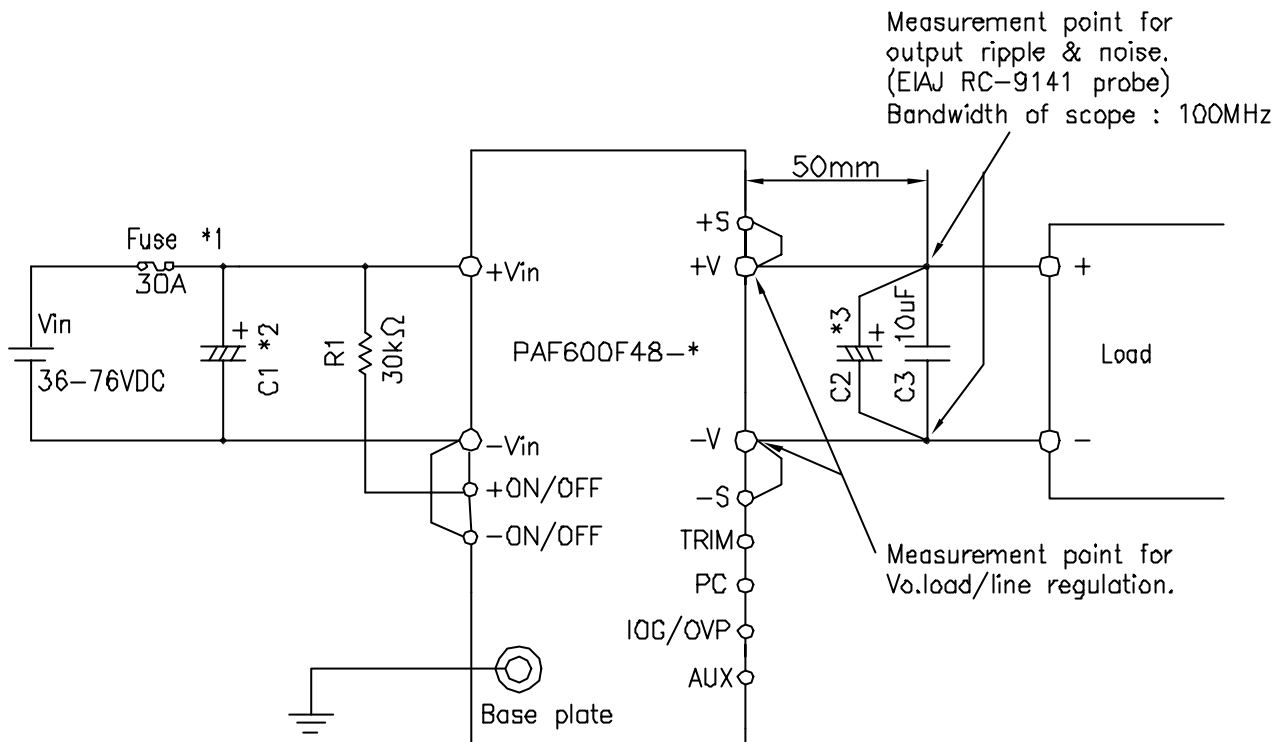 Measurement point for
output ripple & noise.
(EIAJ RC-9141 probe)
Bandwidth of scope : 100MHz
50mm
+S
Fuse *1
30A
+Vin
+V
+
Vin
36-76VDC
+
C1 *2
R1
30kΩ
PAF600F48-*
*3
+
C2
10uF
C3
Load
-Vin
-V
-
+ON/OFF
-S
-ON/OFF
TRIM
Measurement point for
Vo.load/line regulation.
PC
IOG/OVP
AUX
Base plate